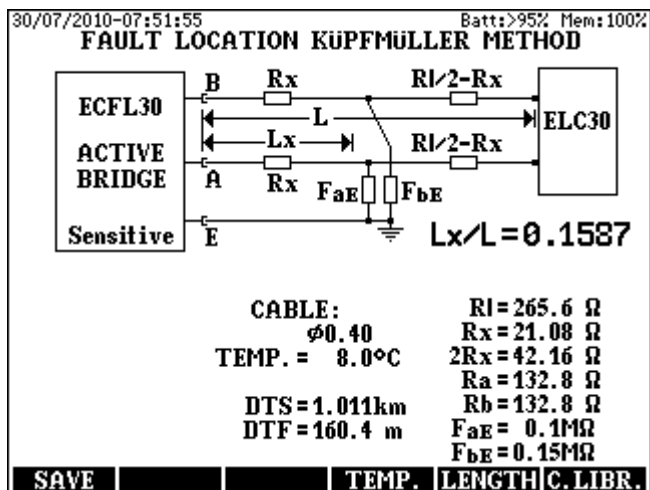 30/07/2010-07:51:55 Batt:>95% Mem:100%
FAULT LOCATION KüPFMüLLER METHOD
B Rx Rl/2-Rx
ECFL30
L
ELC30
Lx Rl/2-Rx
ACTIVE
BRIDGE A Rx
FaE FbE
Sensitive E
Lx/L=0.1587
CABLE: Rl=265.6 Ω
ϕ0.40 Rx=21.08 Ω
TEMP.= 8.0ºC 2Rx=42.16 Ω
Ra=132.8 Ω
DTS=1.011km Rb=132.8 Ω
DTF=160.4 m FaE= 0.1MΩ
FbE=0.15MΩ
SAVE TEMP. LENGTH C.LIBR.